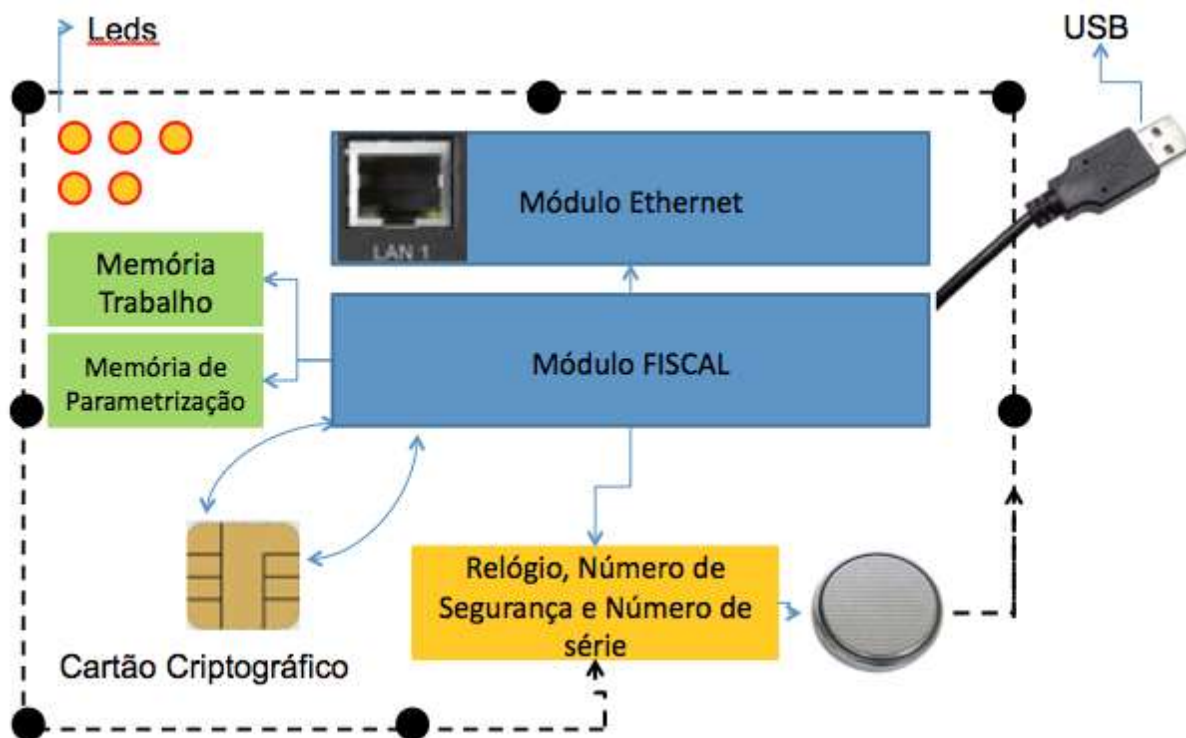 Leds
USB
Módulo Ethernet
LAN 1
Memória
Trabalho
Módulo FISCAL
Memória de
Parametrização
Relógio, Número de
Segurança e Número de
série
Cartão Criptográfico